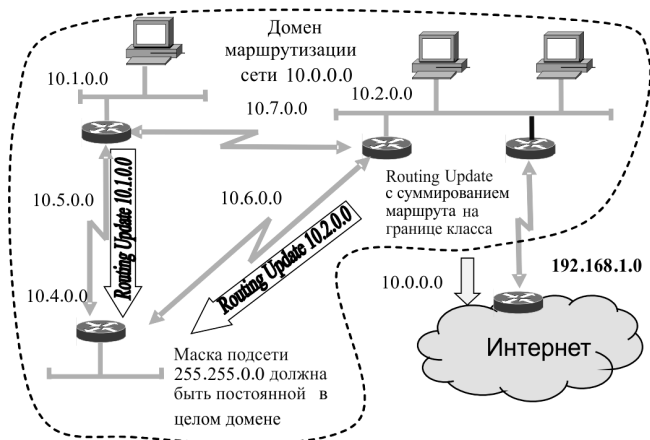 Домен
маршрутизации
сети 10.0.0.0
10.1.0.0
10.7.0.0
10.2.0.0
10.5.0.0
Routing Update 10.1.0.0
10.6.0.0
Routing Update 10.2.0.0
Routing Update
с суммированием
маршрута на
границе класса
10.4.0.0
10.0.0.0
192.168.1.0
Интернет
Маска подсети
255.255.0.0 должна
быть постоянной в
целом домене